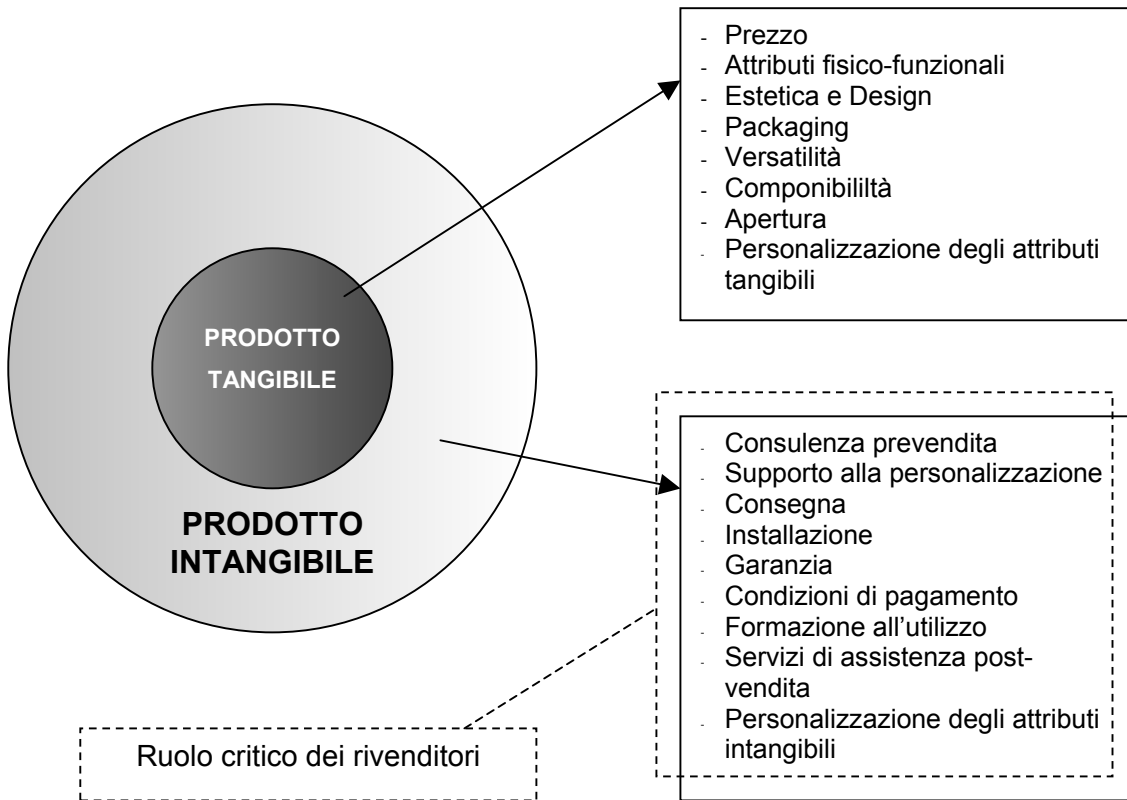 - Prezzo
- Attributi fisico-funzionali
- Estetica e Design
- Packaging
- Versatilità
- Componibililtà
- Apertura
- Personalizzazione degli attributi
tangibili
PRODOTTO
TANGIBILE
PRODOTTO
INTANGIBILE
- Consulenza prevendita
- Supporto alla personalizzazione
- Consegna
- Installazione
- Garanzia
- Condizioni di pagamento
- Formazione all'utilizzo
- Servizi di assistenza post-
vendita
- Personalizzazione degli attributi
intangibili
Ruolo critico dei rivenditori